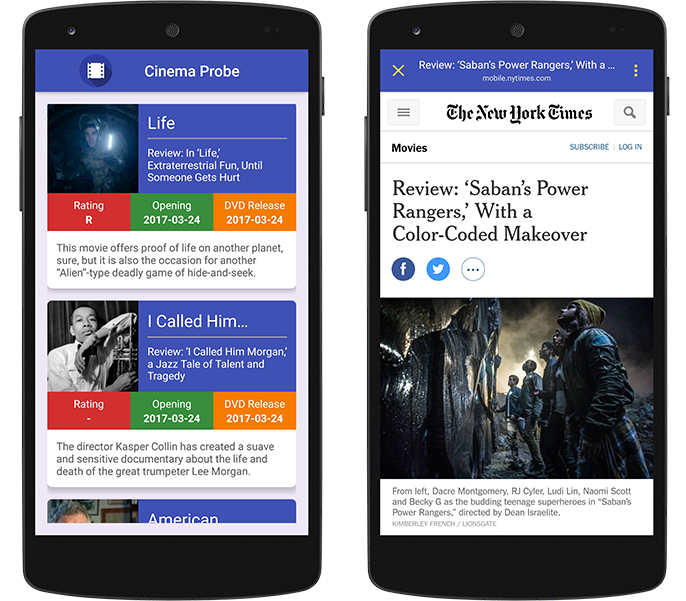 Cinema Probe
Life
Review: In ‘Life,’
Extraterrestrial Fun, Until
Someone Gets Hurt
Rating
R
Opening
2017-03-24
DVD Release
2017-03-24
This movie offers proof of life on another planet,
sure, but it is also the occasion for another
“Alien”-type deadly game of hide-and-seek.
I Called Him...
Review: ‘I Called Him Morgan,’
a Jazz Tale of Talent and
Tragedy
Rating
-
Opening
2017-03-24
DVD Release
2017-03-24
The director Kasper Collin has created a suave
and sensitive documentary about the life and
death of the great trumpeter Lee Morgan.
American
Review: ‘Saban’s Power Rangers,’ With a ...
mobile.nytimes.com
The New York Times
Movies
SUBSCRIBE | LOG IN
Review: ‘Saban’s Power
Rangers,’ With a
Color-Coded Makeover
From left, Dacre Montgomery, RJ Cyler, Ludi Lin, Naomi Scott
and Becky G as the budding teenage superheroes in “Saban’s
Power Rangers,” directed by Dean Israelite.
KIMBERLEY FRENCH / LIONSGATE